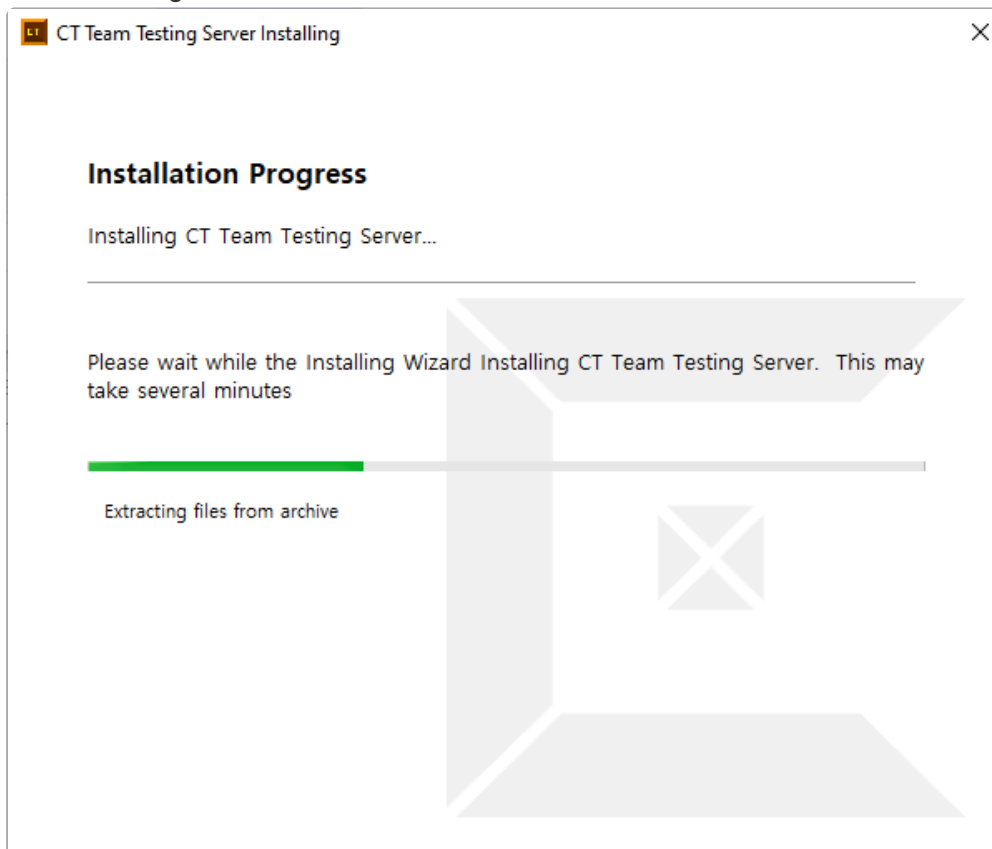 CT Team Testing Server Installing
Installation Progress
Installing CT Team Testing Server...
Please wait while the Installing Wizard Installing CT Team Testing Server. This may
take several minutes
Extracting files from archive